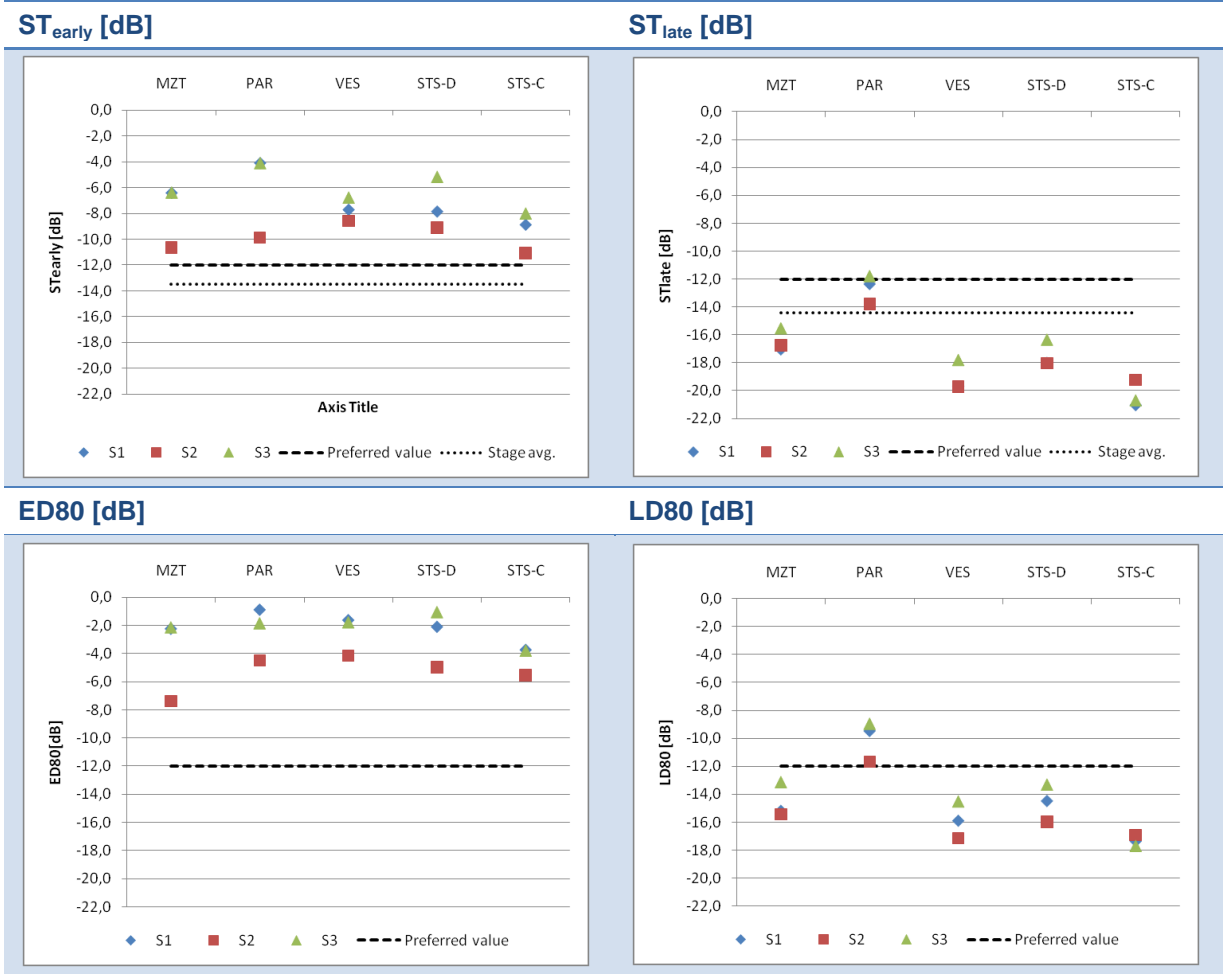 STearly [dB]
STlate [dB]
MZT PAR VES STS-D STS-C
0,0
-2,0
-4,0
-6,0
-8,0
-10,0
-12,0
-14,0
-16,0
-18,0
-20,0
-22,0
STearly [dB]
Axis Title
S1 S2 S3 Preferred value Stage avg.
MZT PAR VES STS-D STS-C
0,0
-2,0
-4,0
-6,0
-8,0
-10,0
-12,0
-14,0
-16,0
-18,0
-20,0
-22,0
STlate [dB]
S1 S2 S3 Preferred value Stage avg.
ED80 [dB]
LD80 [dB]
MZT PAR VES STS-D STS-C
0,0
-2,0
-4,0
-6,0
-8,0
-10,0
-12,0
-14,0
-16,0
-18,0
-20,0
-22,0
ED80[dB]
S1 S2 S3 Preferred value
MZT PAR VES STS-D STS-C
0,0
-2,0
-4,0
-6,0
-8,0
-10,0
-12,0
-14,0
-16,0
-18,0
-20,0
-22,0
LD80 [dB]
S1 S2 S3 Preferred value